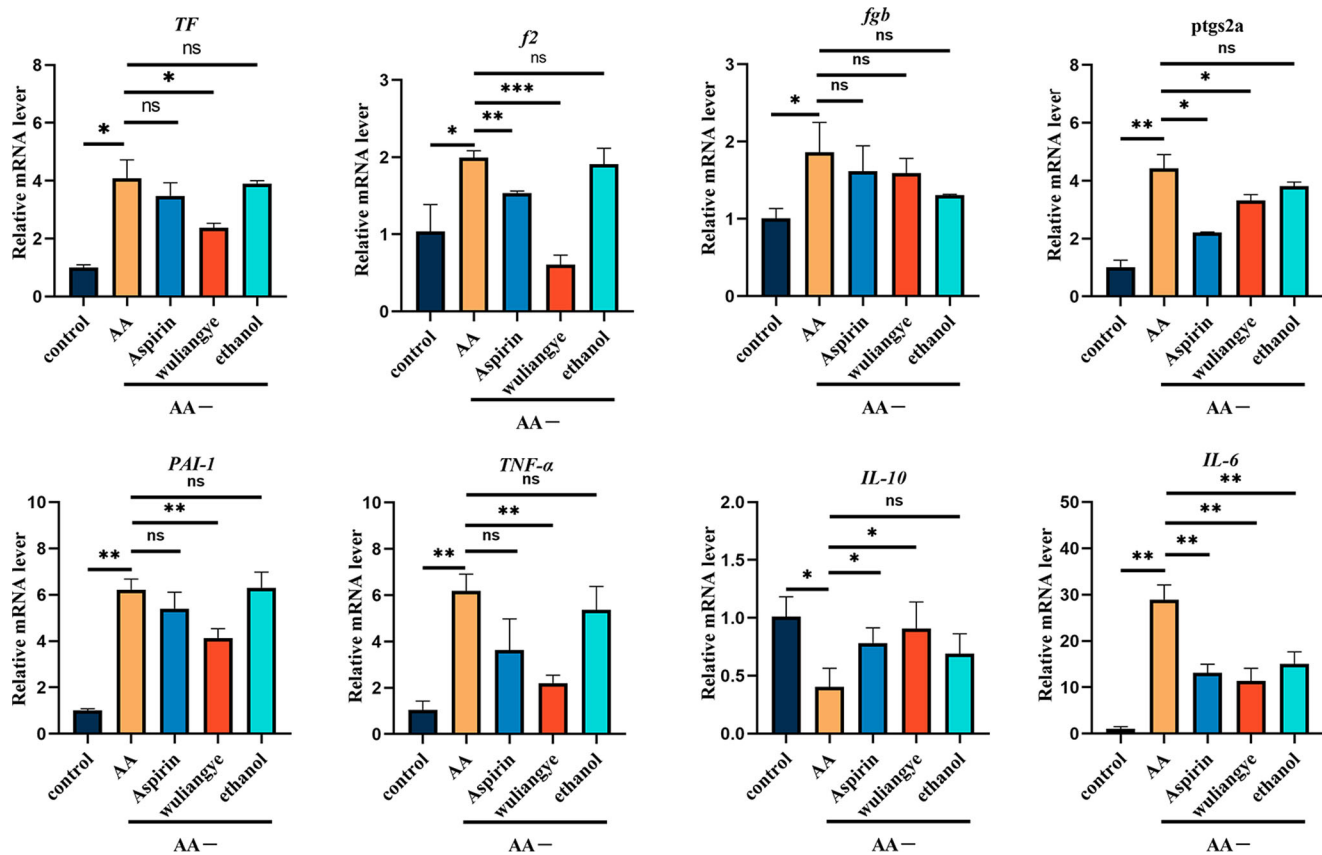 TF
ns
*
ns
*
Relative mRNA lever
8
6
4
2
0
control
AA
Aspirin
wuliangye
ethanol
AA—
f2
ns
***
**
*
Relative mRNA lever
3
2
1
0
control
AA
Aspirin
wuliangye
ethanol
AA—
fgb
ns
ns
ns
*
Relative mRNA lever
3
2
1
0
control
AA
Aspirin
wuliangye
ethanol
AA—
ptgs2a
ns
*
*
**
Relative mRNA lever
8
6
4
2
0
control
AA
Aspirin
wuliangye
ethanol
AA—
PAI-1
ns
**
ns
**
Relative mRNA lever
10
8
6
4
2
0
control
AA
Aspirin
wuliangye
ethanol
AA—
TNF-α
ns
**
ns
**
Relative mRNA lever
10
8
6
4
2
0
control
AA
Aspirin
wuliangye
ethanol
AA—
IL-10
ns
*
*
*
Relative mRNA lever
2.0
1.5
1.0
0.5
0.0
control
AA
Aspirin
wuliangye
ethanol
AA—
IL-6
**
**
**
**
Relative mRNA lever
50
40
30
20
10
0
control
AA
Aspirin
wuliangye
ethanol
AA—